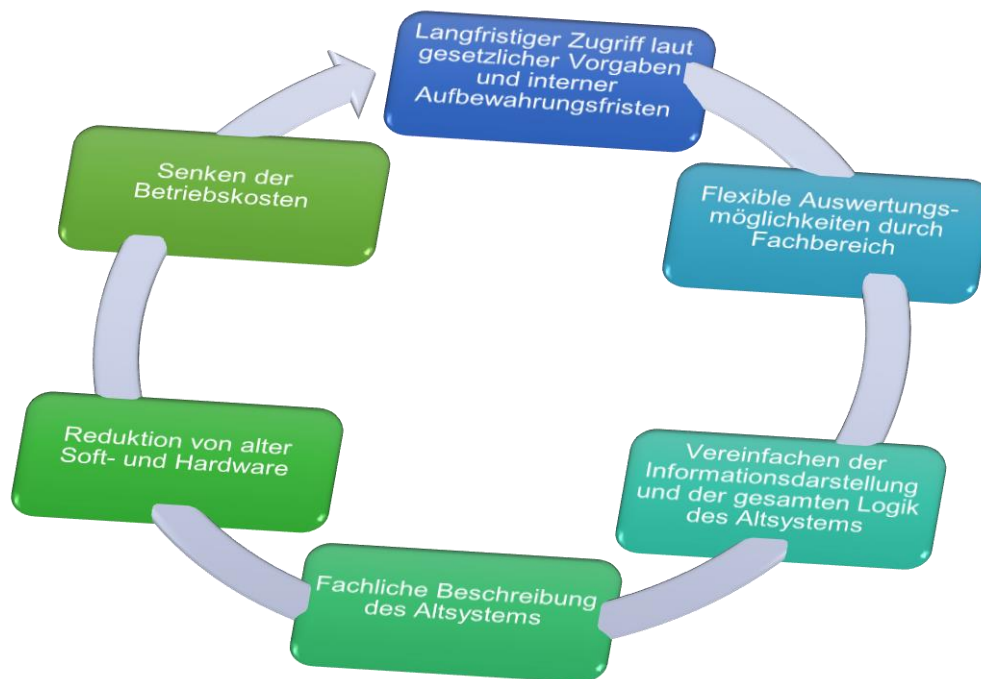 Langfristiger Zugriff laut
gesetzlicher Vorgaben
und interner
Aufbewahrungsfristen
Flexible Auswertungs-
möglichkeiten durch
Fachbereich
Vereinfachen der
Informationsdarstellung
und der gesamten Logik
des Altsystems
Fachliche Beschreibung
des Altsystems
Reduktion von alter
Soft- und Hardware
Senken der
Betriebskosten